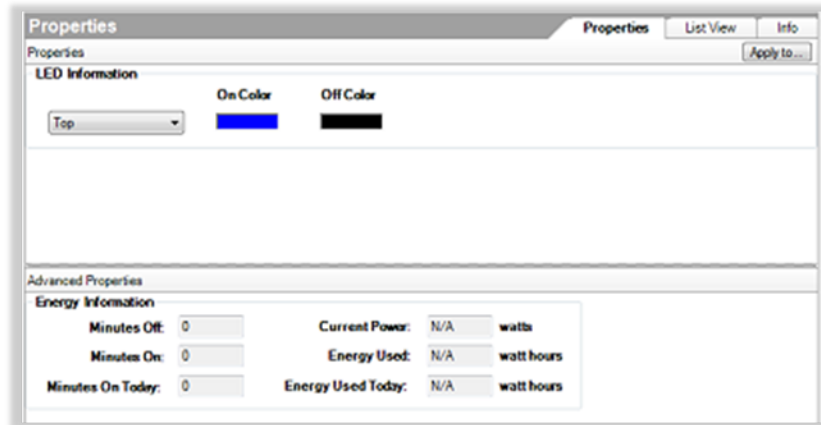 Properties Properties List View Info
Properties Apply to...
LED Information
On Color Off Color
Top
Advanced Properties
Energy Information
Minutes Off: 0 Current Power: N/A watts
Minutes On: 0 Energy Used: N/A watt hours
Minutes On Today: 0 Energy Used Today: N/A watt hours